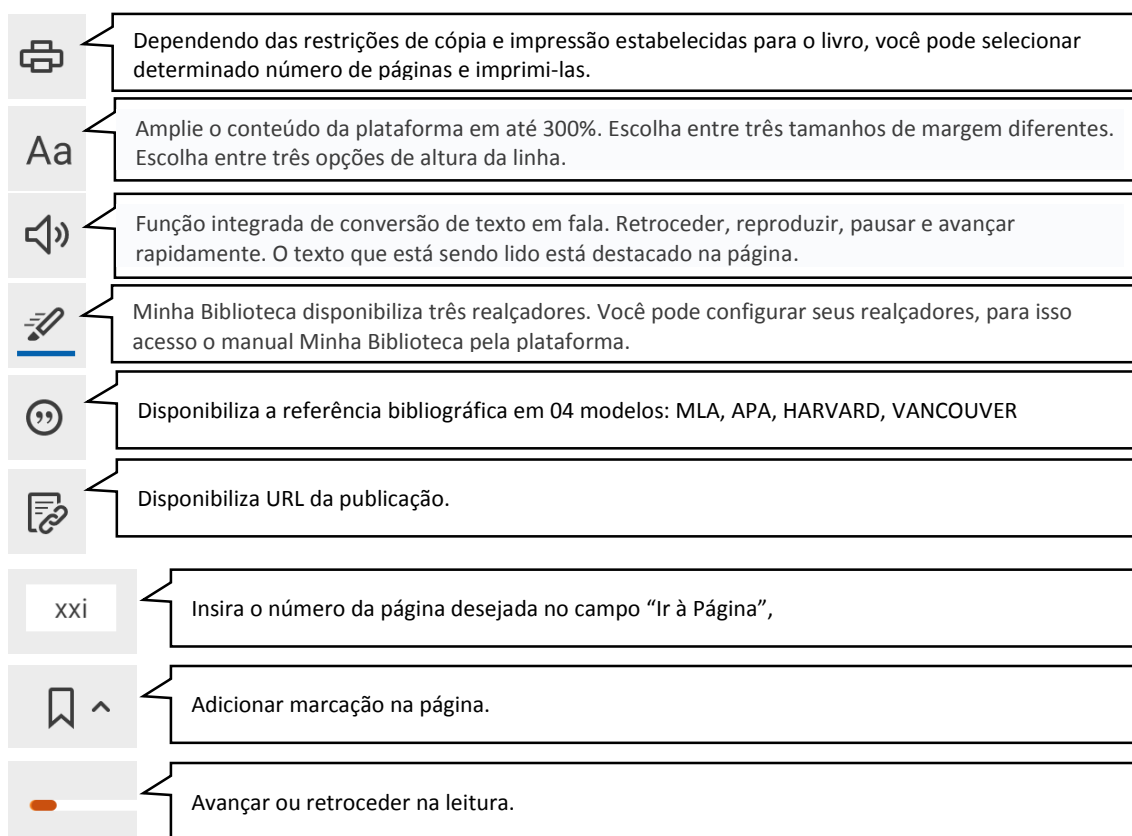 Dependendo das restrições de cópia e impressão estabelecidas para o livro, você pode selecionar
determinado número de páginas e imprimi-las.
Aa
Amplie o conteúdo da plataforma em até 300%. Escolha entre três tamanhos de margem diferentes.
Escolha entre três opções de altura da linha.
Função integrada de conversão de texto em fala. Retroceder, reproduzir, pausar e avançar
rapidamente. O texto que está sendo lido está destacado na página.
Minha Biblioteca disponibiliza três realçadores. Você pode configurar seus realçadores, para isso
acesso o manual Minha Biblioteca pela plataforma.
Disponibiliza a referência bibliográfica em 04 modelos: MLA, APA, HARVARD, VANCOUVER
Disponibiliza URL da publicação.
xxi
Insira o número da página desejada no campo “Ir à Página”,
Adicionar marcação na página.
Avançar ou retroceder na leitura.